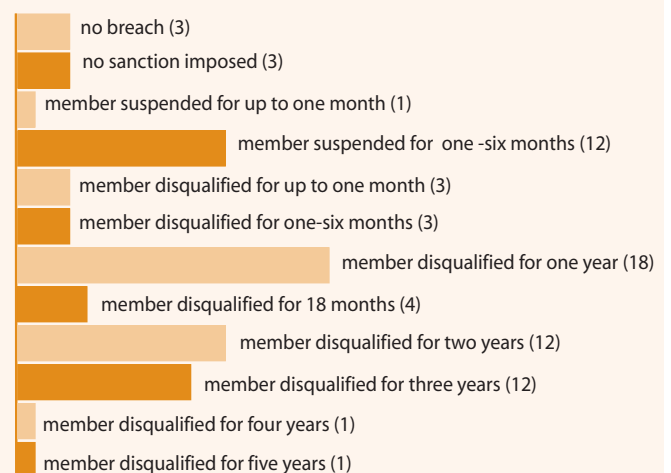 no breach (3)
no sanction imposed (3)
member suspended for up to one month (1)
member suspended for  one -six months (12)
member disqualified for up to one month (3)
member disqualified for one-six months (3)
member disqualified for one year (18)
member disqualified for 18 months (4)
member disqualified for two years (12)
member disqualified for three years (12)
member disqualified for four years (1)
member disqualified for five years (1)